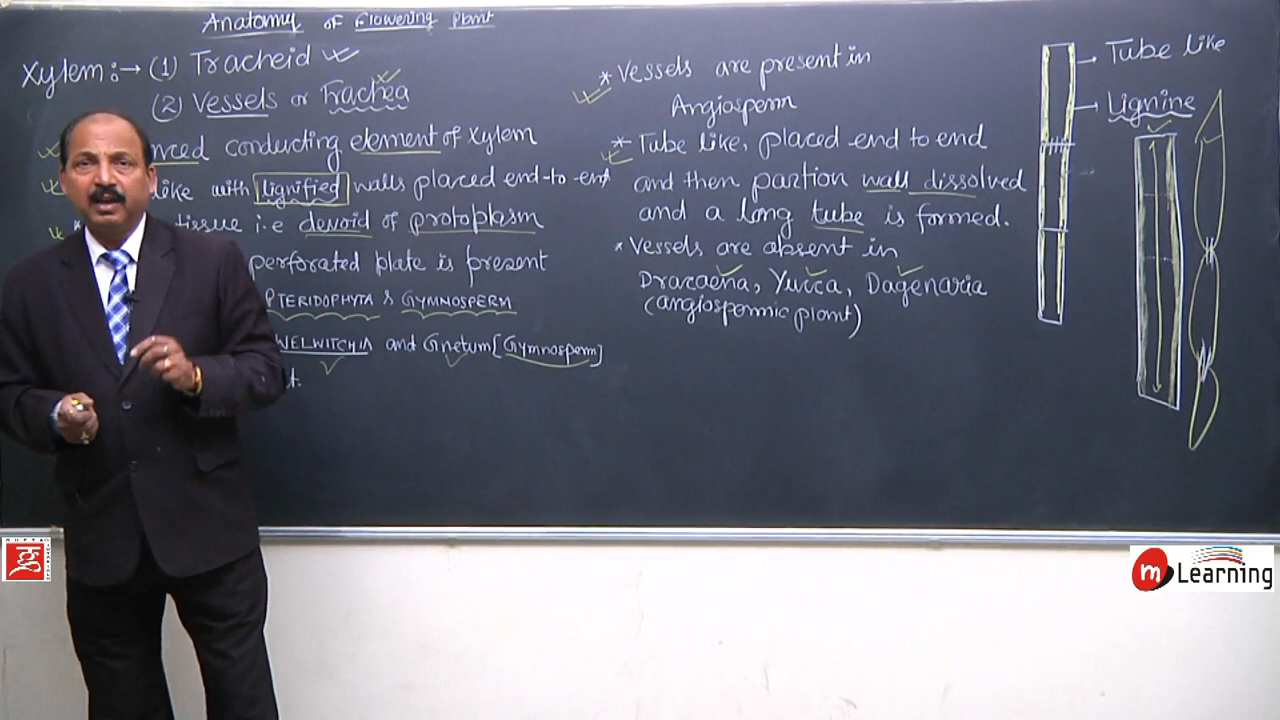 Anatomy of Flowering Plant
Xylem:→ (1) Tracheid
(2) Vessels or Trachea
conducting element of Xylem
like with lignified walls placed end-to-end
tissue i.e devoid of protoplasm
perforated plate is present
PTERIDOPHYTA & GYMNOSPERM
WELWITCHIA and Gnetum [Gymnosperm]
* Vessels are present in
Angiosperm
* Tube like, placed end to end
and then partion wall dissolved
and a long tube is formed.
* Vessels are absent in
Drazaena, Yucca, Dagenaria
(angiospermic plant)
→ Tube like
→ Lignine
m Learning